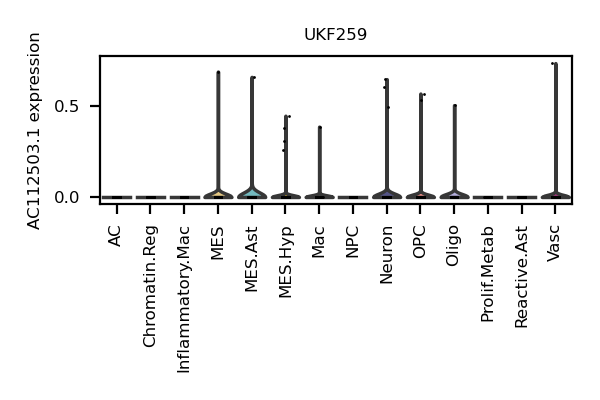 UKF259
AC112503.1 expression
0.5
0.0
AC
Chromatin.Reg
Inflammatory.Mac
MES
MES.Ast
MES.Hyp
Mac
NPC
Neuron
OPC
Oligo
Prolif.Metab
Reactive.Ast
Vasc